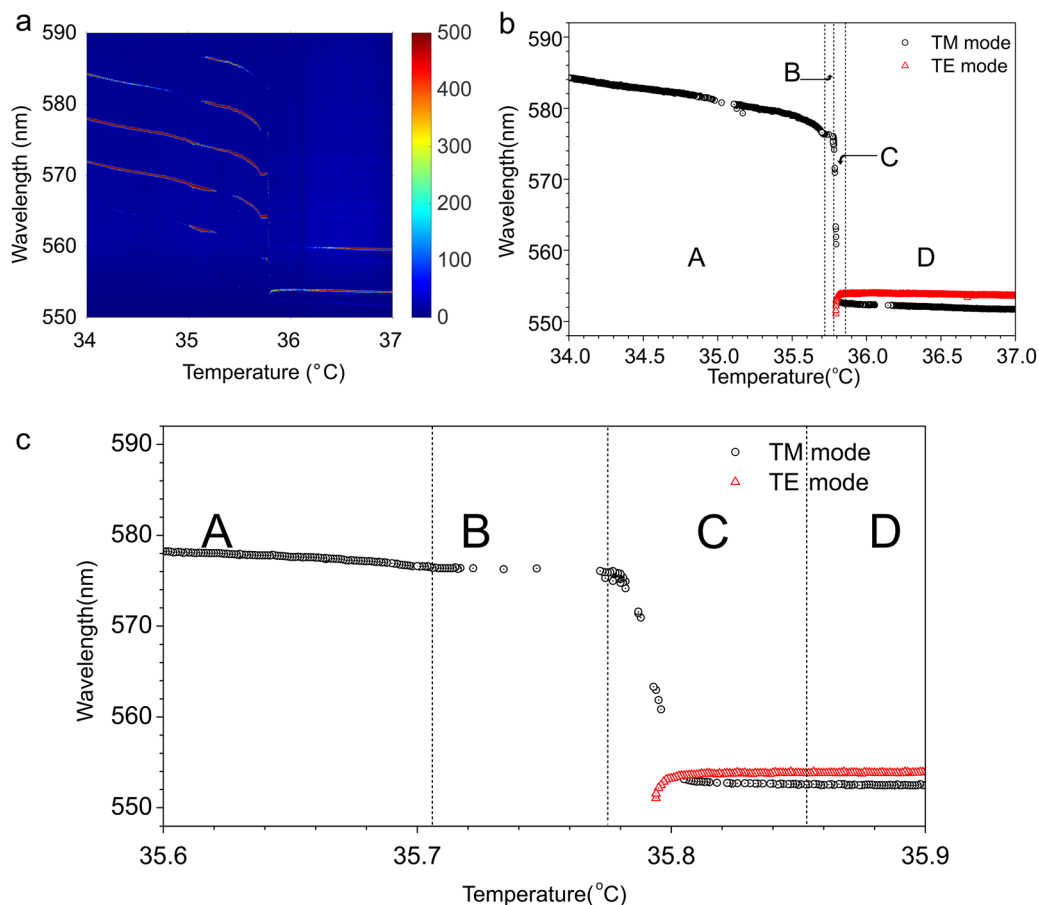 a
590
580
570
560
550
Wavelength (nm)
34
35
36
37
Temperature (°C)
500
400
300
200
100
0
b
590
580
570
560
550
Wavelength(nm)
TM mode
TE mode
B
C
A
D
34.0
34.5
35.0
35.5
36.0
36.5
37.0
Temperature(°C)
c
590
580
570
560
550
Wavelength(nm)
TM mode
TE mode
A
B
C
D
35.6
35.7
35.8
35.9
Temperature(°C)